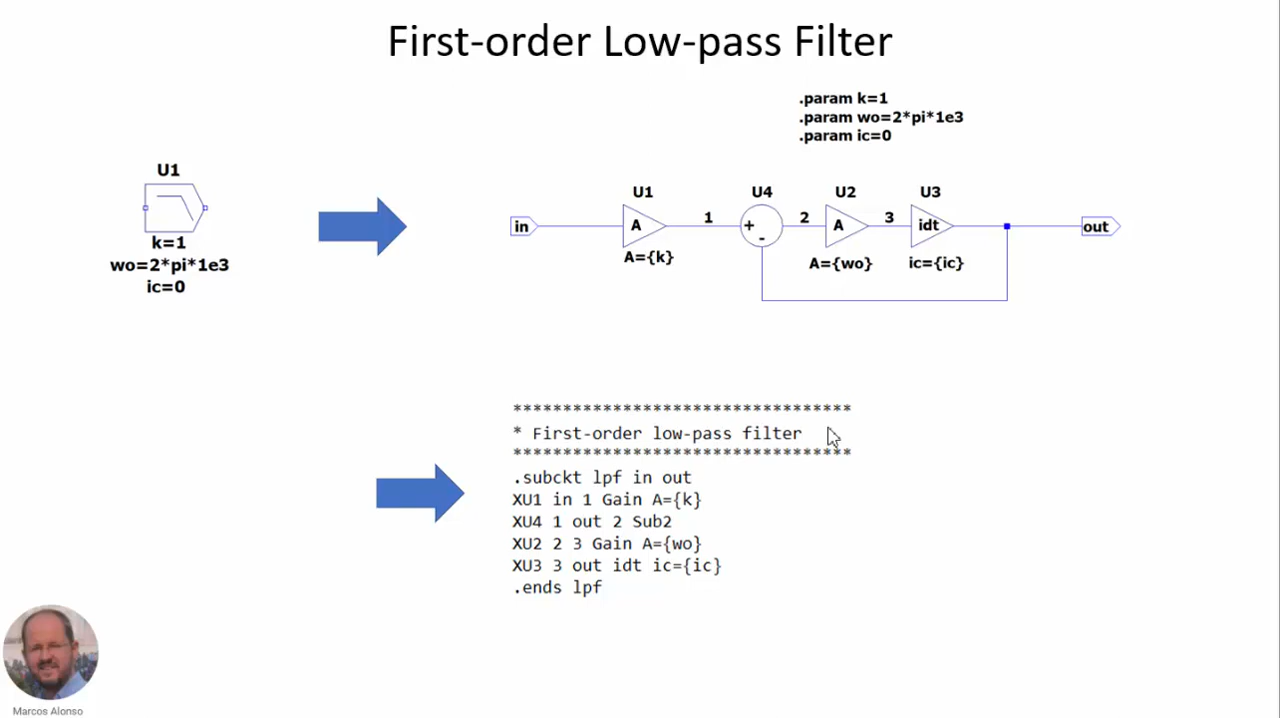 First-order Low-pass Filter
.param k=1
.param wo=2*pi*1e3
.param ic=0
U1
k=1
wo=2*pi*1e3
ic=0
U1 U4 U2 U3
in A 1 + - 2 A 3 idt out
A={k} A={wo} ic={ic}
**********************************
* First-order low-pass filter
**********************************
.subckt lpf in out
XU1 in 1 Gain A={k}
XU4 1 out 2 Sub2
XU2 2 3 Gain A={wo}
XU3 3 out idt ic={ic}
.ends lpf
Marcos Alonso